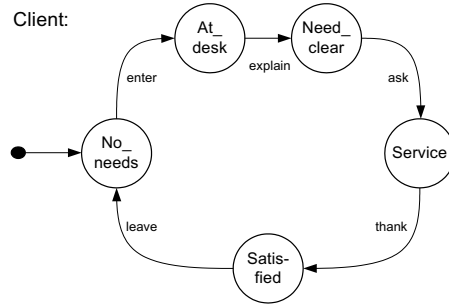 Client:
At_
desk
Need_
clear
explain
enter
ask
No_
needs
Service
leave
thank
Satis-
fied